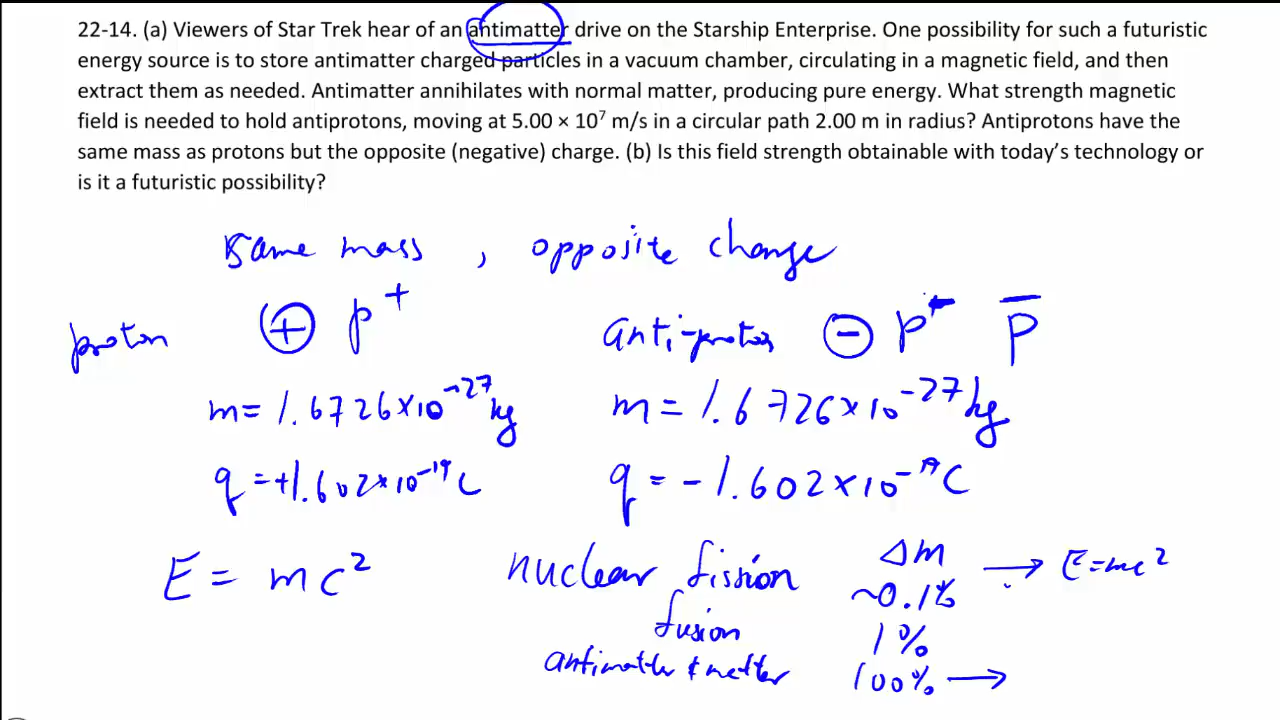 22-14. (a) Viewers of Star Trek hear of an antimatter drive on the Starship Enterprise. One possibility for such a futuristic
energy source is to store antimatter charged particles in a vacuum chamber, circulating in a magnetic field, and then
extract them as needed. Antimatter annihilates with normal matter, producing pure energy. What strength magnetic
field is needed to hold antiprotons, moving at 5.00 × 10⁷ m/s in a circular path 2.00 m in radius? Antiprotons have the
same mass as protons but the opposite (negative) charge. (b) Is this field strength obtainable with today's technology or
is it a futuristic possibility?
same mass , opposite charge
proton ⊕ p⁺ anti-proton ⊖ p⁻ p̅
m = 1.6726×10⁻²⁷ kg m = 1.6726×10⁻²⁷ kg
q = +1.602×10⁻¹⁹ C q = -1.602×10⁻¹⁹ C
E = mc² nuclear fission Δm → E=mc²
~0.1%
fusion 1%
antimatter & matter 100% →